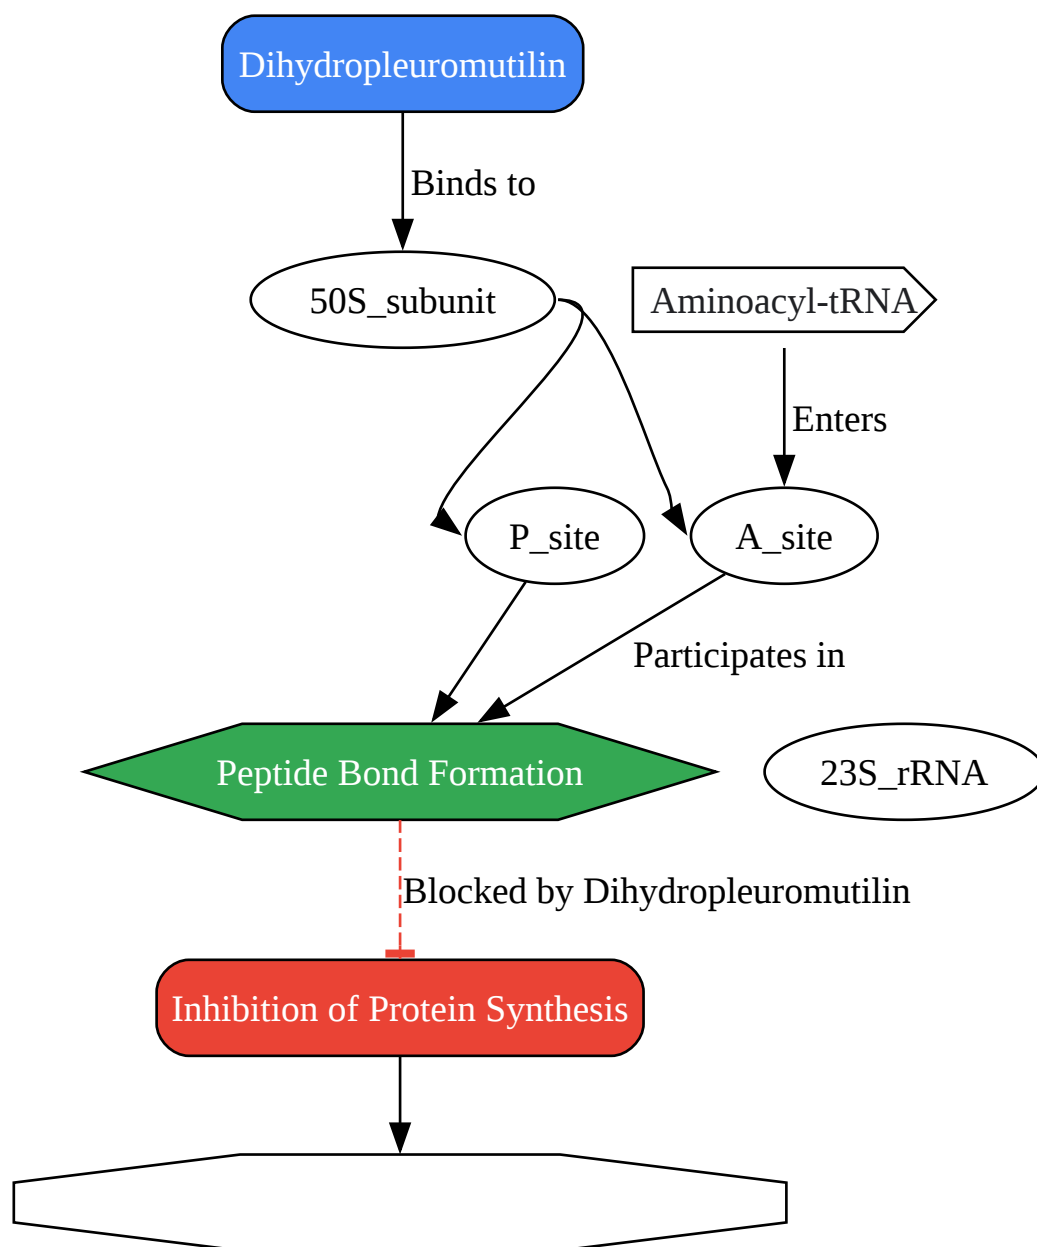 Dihydropleuromutilin
Binds to
50S_subunit
Aminoacyl-tRNA
Enters
P_site
A_site
Participates in
Peptide Bond Formation
23S_rRNA
Blocked by Dihydropleuromutilin
Inhibition of Protein Synthesis